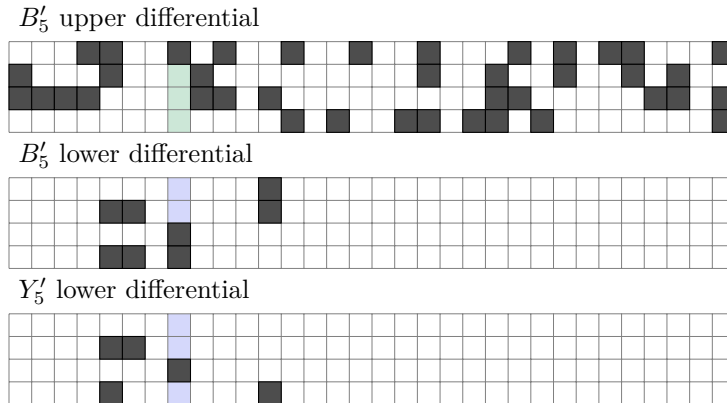 B′₅ upper differential
B′₅ lower differential
Y′₅ lower differential